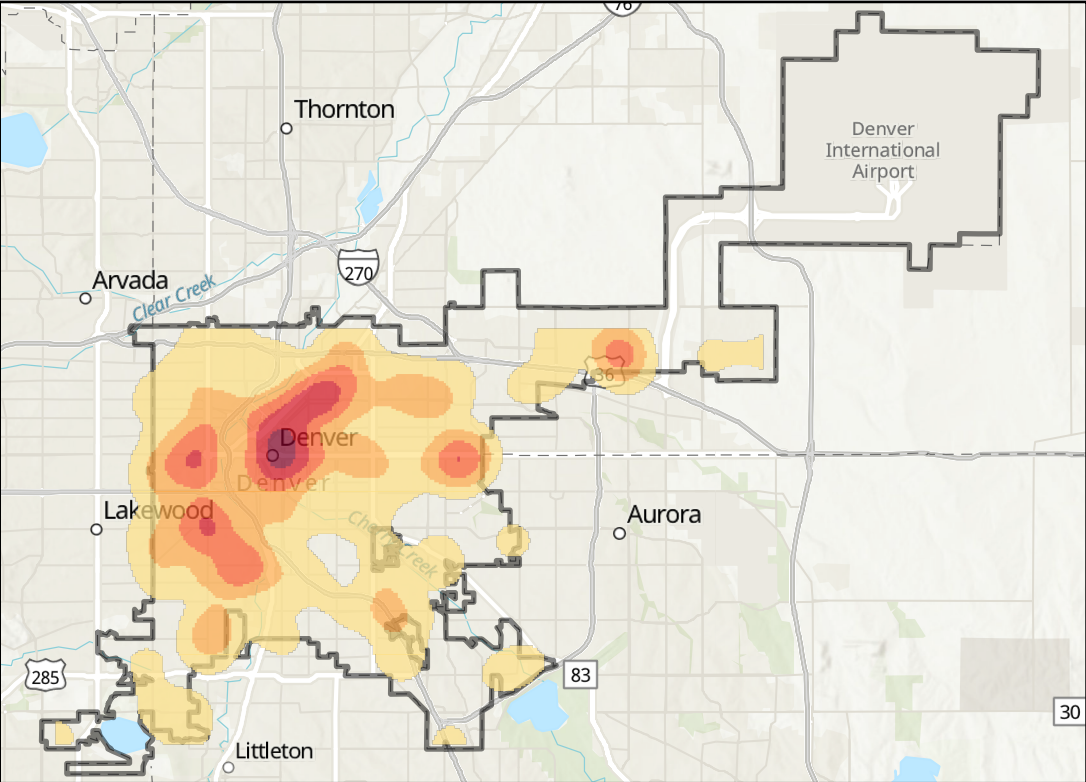 76
Thornton
Denver
International
Airport
270
Arvada
Clear Creek
36
Denver
Denver
Lakewood
Cherry Creek
Aurora
285
83
30
Littleton